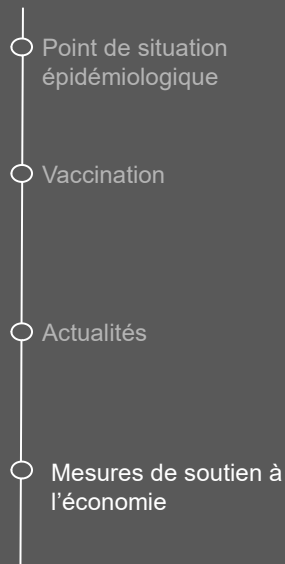 Point de situation
épidémiologique
Vaccination
Actualités
Mesures de soutien à
l’économie